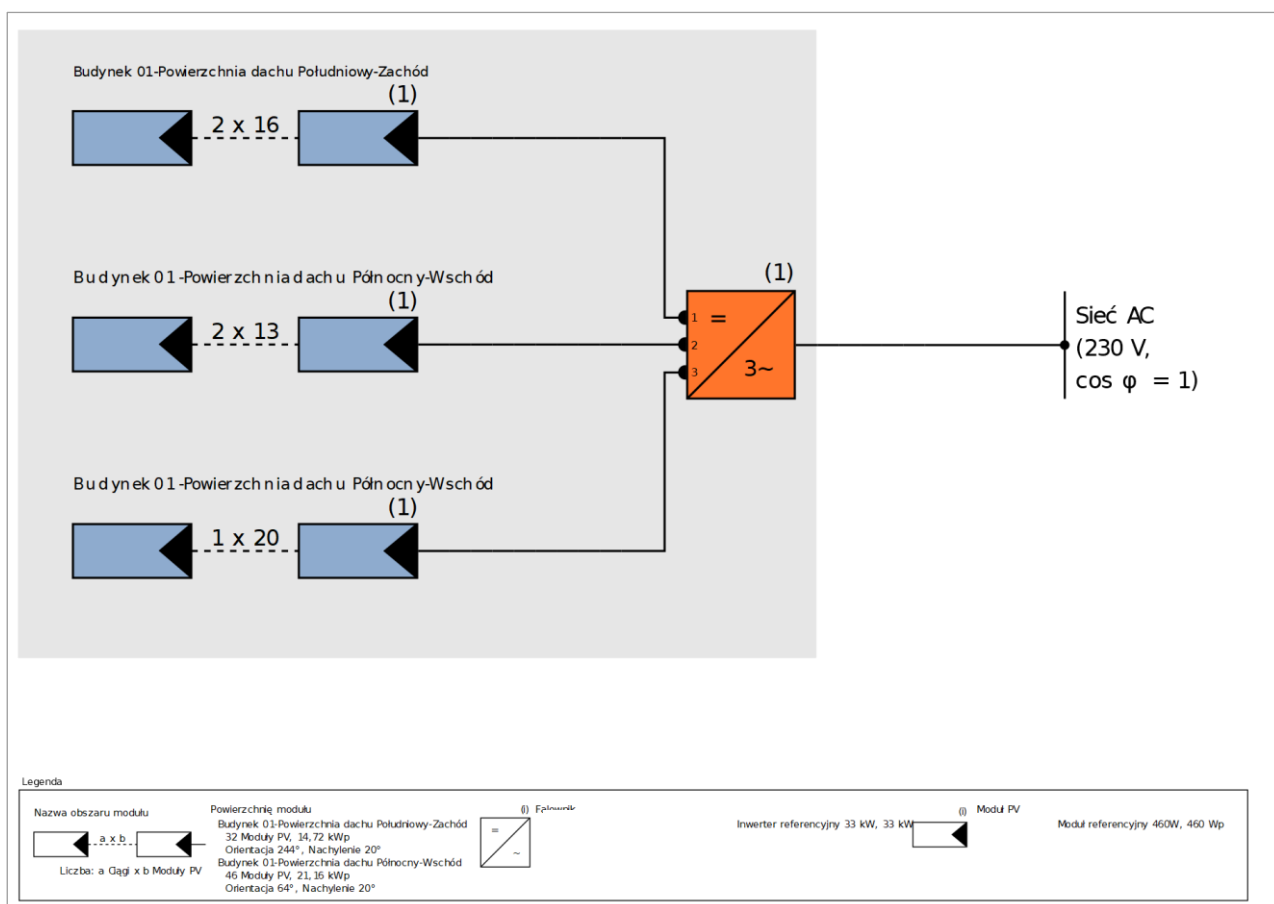 Budynek 01-Powierzchnia dachu Południowy-Zachód
(1)
2 x 16
Budynek 01-Powierzchnia dachu Północny-Wschód
(1)
2 x 13
(1)
1
=
2
3
3~
Sieć AC
(230 V,
cos φ = 1)
Budynek 01-Powierzchnia dachu Północny-Wschód
(1)
1 x 20
Legenda
Nazwa obszaru modułu
a x b
Liczba: a Ciągi x b Moduły PV
Powierzchnię modułu
Budynek 01-Powierzchnia dachu Południowy-Zachód
32 Moduły PV, 14,72 kWp
Orientacja 244°, Nachylenie 20°
Budynek 01-Powierzchnia dachu Północny-Wschód
46 Moduły PV, 21,16 kWp
Orientacja 64°, Nachylenie 20°
(i) Falownik
=
~
Inwerter referencyjny 33 kW, 33 kW
(i) Moduł PV
Moduł referencyjny 460W, 460 Wp